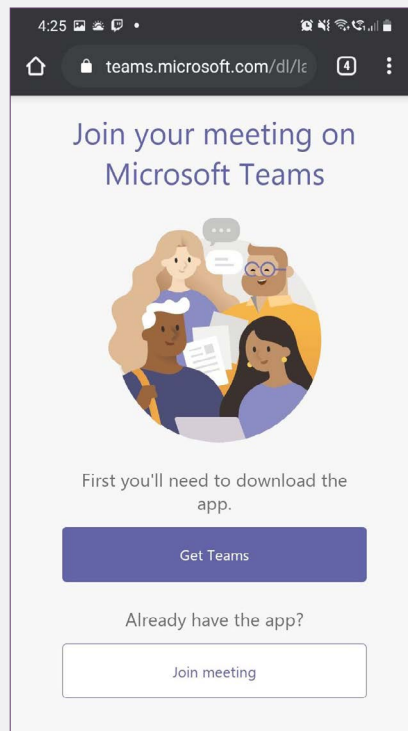 4:25
teams.microsoft.com/dl/la
4
Join your meeting on
Microsoft Teams
First you'll need to download the
app.
Get Teams
Already have the app?
Join meeting